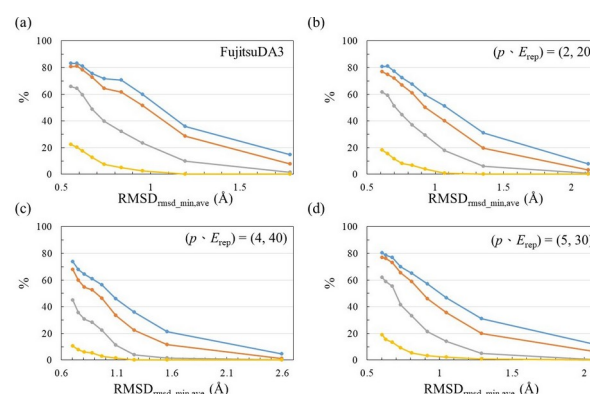 (a)
FujitsuDA3
100
80
60
40
20
0
%
0.5 1 1.5
RMSDrmsd_min,ave (Å)
(b)
(p、Erep) = (2, 20
100
80
60
40
20
0
%
0.5 1 1.5 2
RMSDrmsd_min,ave (Å)
(c)
(p、Erep) = (4, 40)
100
80
60
40
20
0
%
0.6 1.1 1.6 2.1 2.6
RMSDrmsd_min,ave (Å)
(d)
(p、Erep) = (5, 30)
100
80
60
40
20
0
%
0.5 1 1.5 2
RMSDrmsd_min,ave (Å)